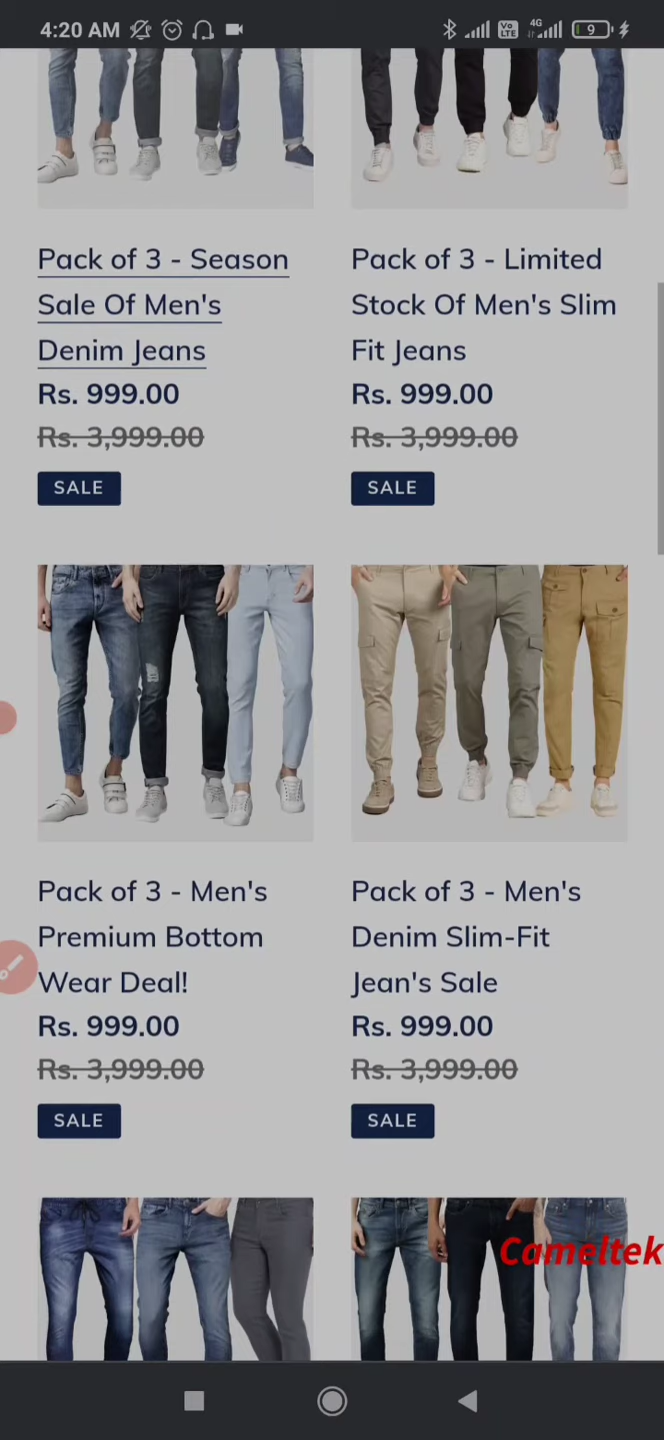 4:20 AM
Vo LTE
4G
9
Pack of 3 - Season
Sale Of Men's
Denim Jeans
Rs. 999.00
Rs. 3,999.00
SALE
Pack of 3 - Limited
Stock Of Men's Slim
Fit Jeans
Rs. 999.00
Rs. 3,999.00
SALE
Pack of 3 - Men's
Premium Bottom
Wear Deal!
Rs. 999.00
Rs. 3,999.00
SALE
Pack of 3 - Men's
Denim Slim-Fit
Jean's Sale
Rs. 999.00
Rs. 3,999.00
SALE
Cameltek